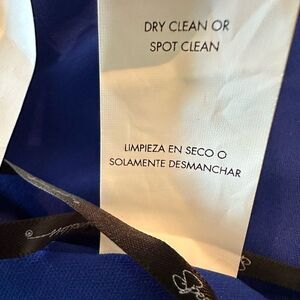 DRY CLEAN OR
SPOT CLEAN
LIMPIEZA EN SECO O
SOLAMENTE DESMANCHAR